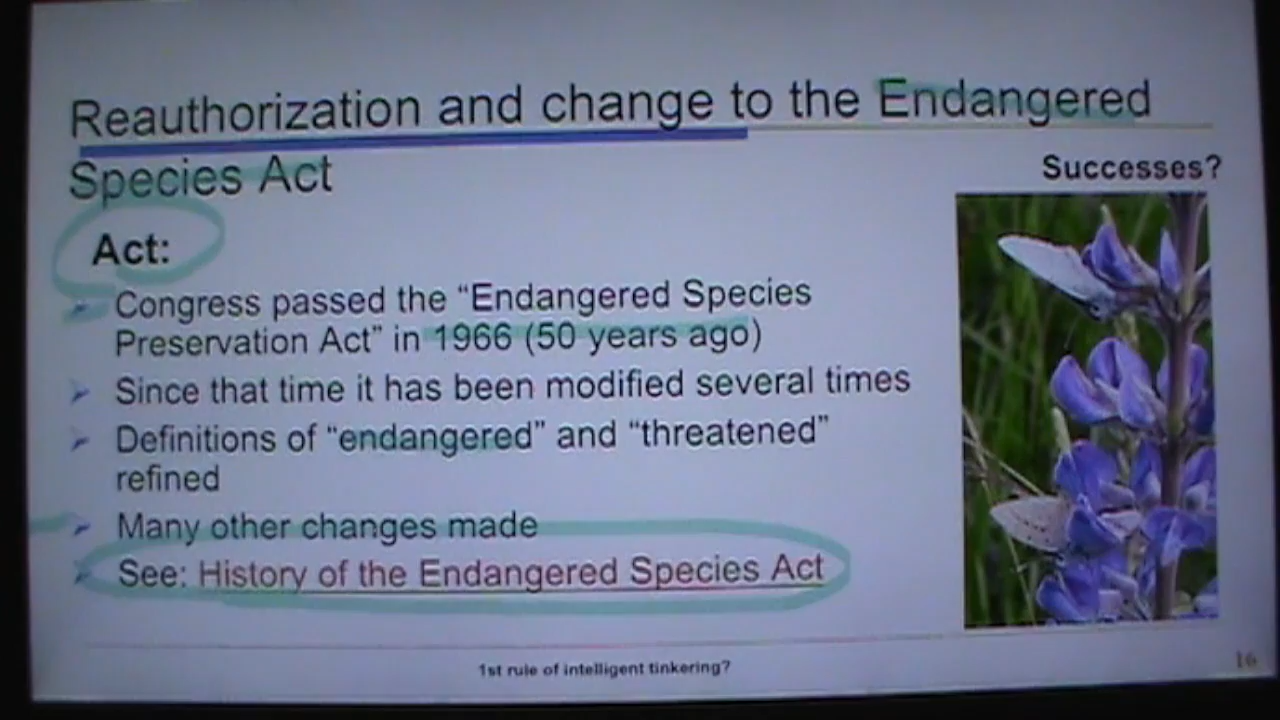 Reauthorization and change to the Endangered
Species Act
Successes?
Act:
Congress passed the “Endangered Species
Preservation Act” in 1966 (50 years ago)
Since that time it has been modified several times
Definitions of “endangered” and “threatened”
refined
Many other changes made
See: History of the Endangered Species Act
1st rule of intelligent tinkering?
16